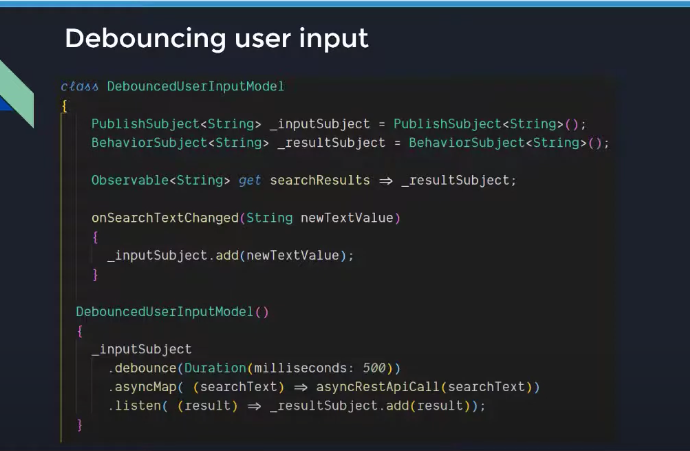 Debouncing user input
class DebouncedUserInputModel
{
PublishSubject<String> _inputSubject = PublishSubject<String>();
BehaviorSubject<String> _resultSubject = BehaviorSubject<String>();
Observable<String> get searchResults ⇒ _resultSubject;
onSearchTextChanged(String newTextValue)
{
_inputSubject.add(newTextValue);
}
DebouncedUserInputModel()
{
_inputSubject
.debounce(Duration(milliseconds: 500))
.asyncMap( (searchText) ⇒ asyncRestApiCall(searchText))
.listen( (result) ⇒ _resultSubject.add(result));
}